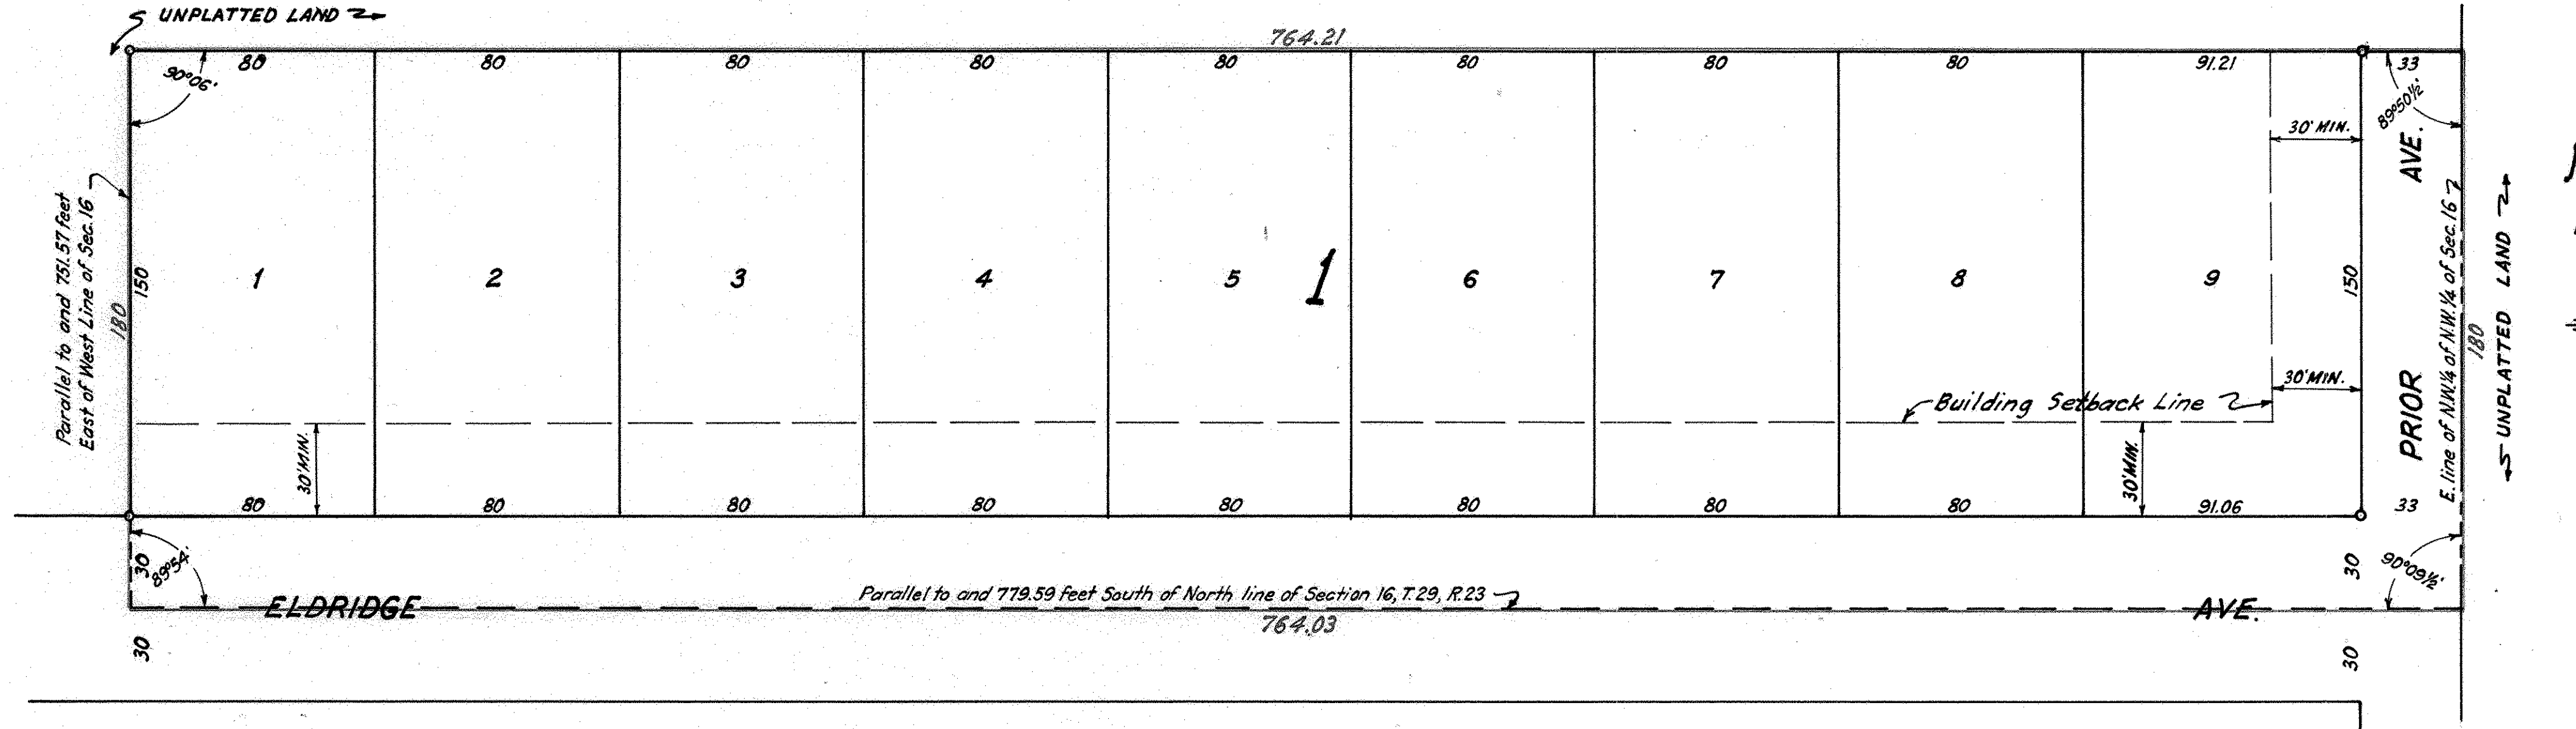 UNPLATTED LAND
764.21
80 80 80 80 80 80 80 80 91.21 33
90°06'
89°50½'
30' MIN.
AVE.
Parallel to and 751.57 feet
East of West Line of Sec. 16
180
150
1 2 3 4 5 1 6 7 8 9
150
PRIOR
E. line of N.W.¼ of N.W.¼ of Sec. 16
180
UNPLATTED LAND
30' MIN.
Building Setback Line
30' MIN.
30' MIN.
80 80 80 80 80 80 80 80 91.06 33
30
89°54'
30
90°09½'
Parallel to and 779.59 feet South of North line of Section 16, T.29, R.23
ELDRIDGE AVE.
764.03
30
30